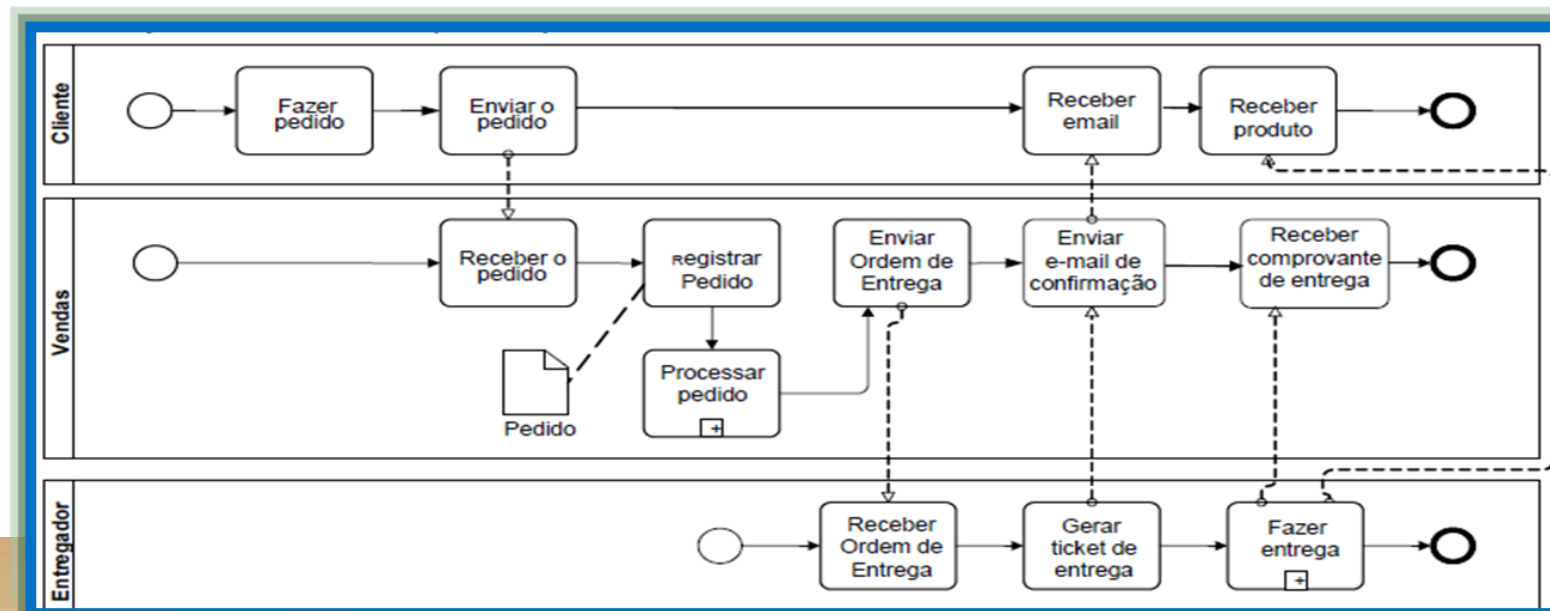 Cliente
Fazer
pedido
Enviar o
pedido
Receber
email
Receber
produto
Vendas
Receber o
pedido
Registrar
Pedido
Enviar
Ordem de
Entrega
Enviar
e-mail de
confirmação
Receber
comprovante
de entrega
Processar
pedido
+
Pedido
Entregador
Receber
Ordem de
Entrega
Gerar
ticket de
entrega
Fazer
entrega
+